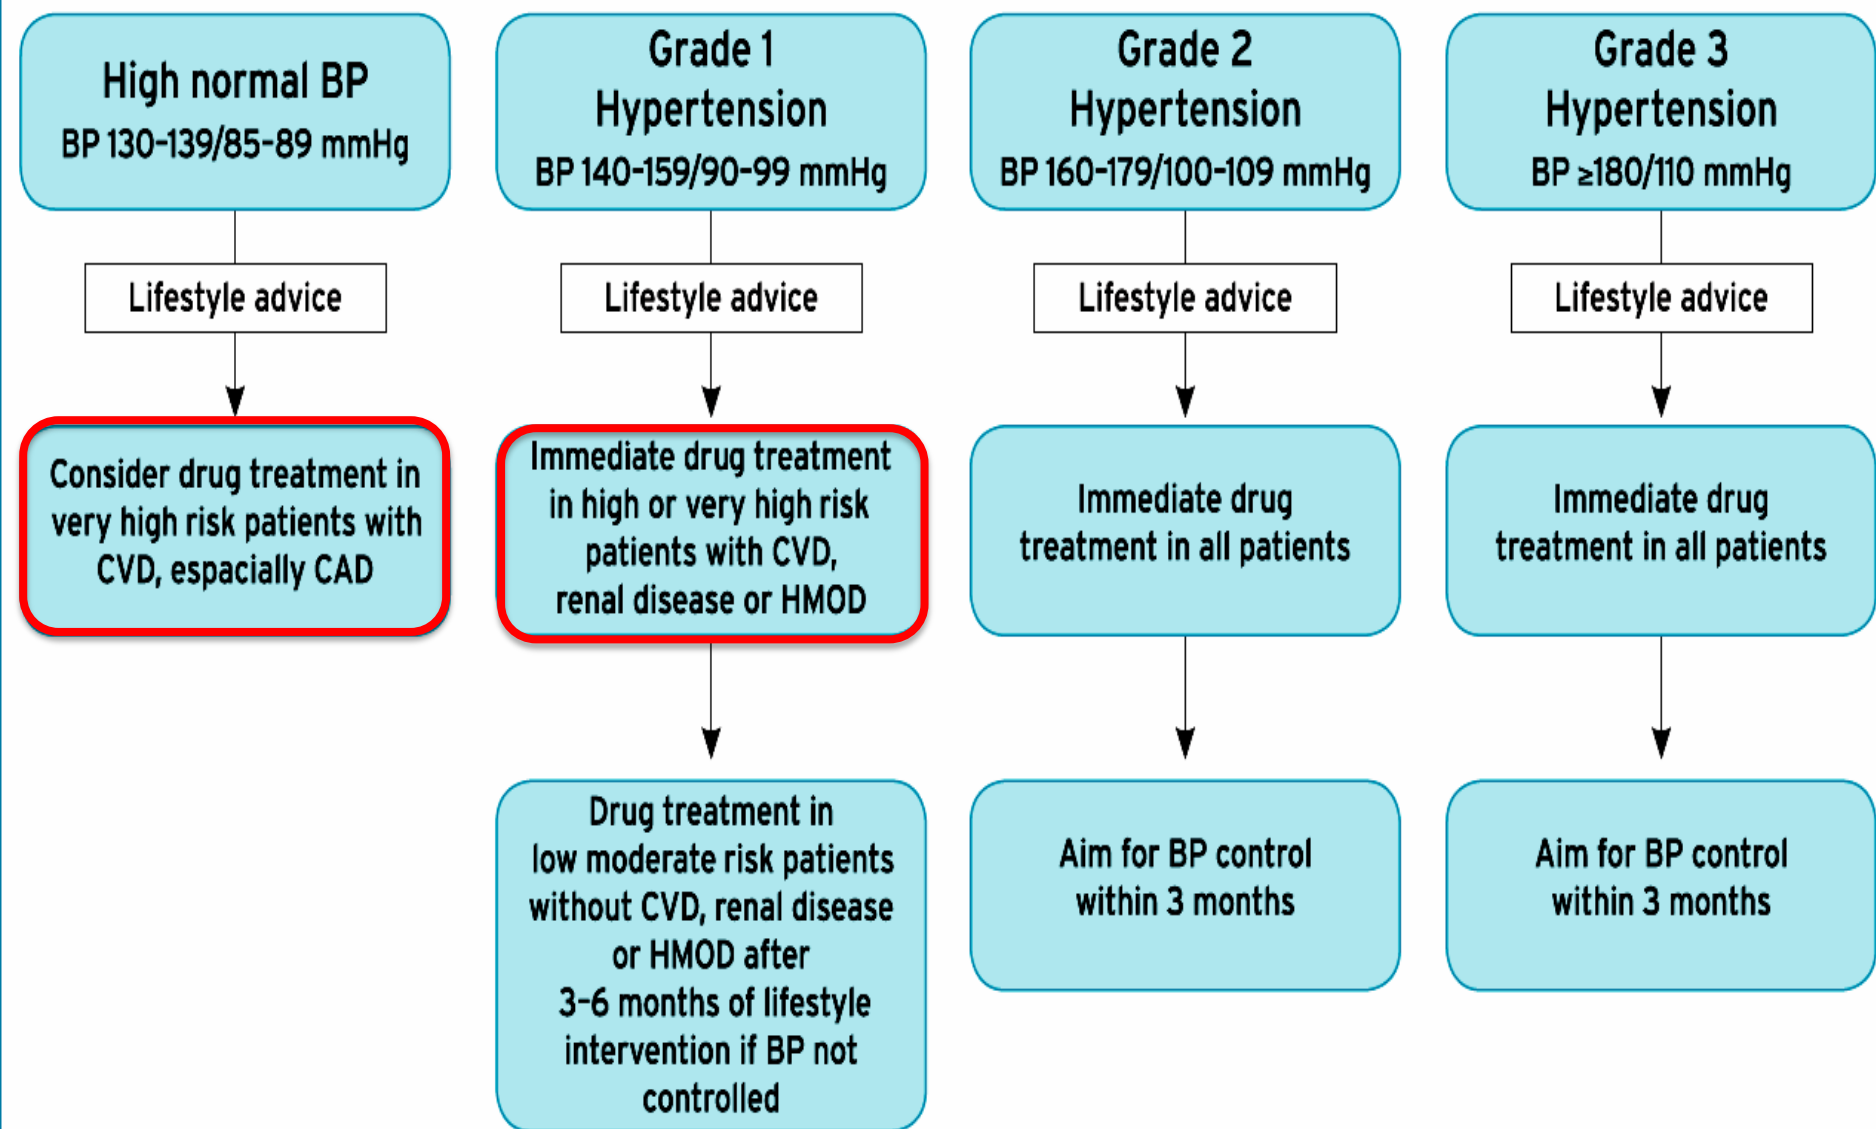 High normal BP
BP 130-139/85-89 mmHg
Lifestyle advice
Consider drug treatment in
very high risk patients with
CVD, espacially CAD
Grade 1
Hypertension
BP 140-159/90-99 mmHg
Lifestyle advice
Immediate drug treatment
in high or very high risk
patients with CVD,
renal disease or HMOD
Drug treatment in
low moderate risk patients
without CVD, renal disease
or HMOD after
3-6 months of lifestyle
intervention if BP not
controlled
Grade 2
Hypertension
BP 160-179/100-109 mmHg
Lifestyle advice
Immediate drug
treatment in all patients
Aim for BP control
within 3 months
Grade 3
Hypertension
BP ≥180/110 mmHg
Lifestyle advice
Immediate drug
treatment in all patients
Aim for BP control
within 3 months